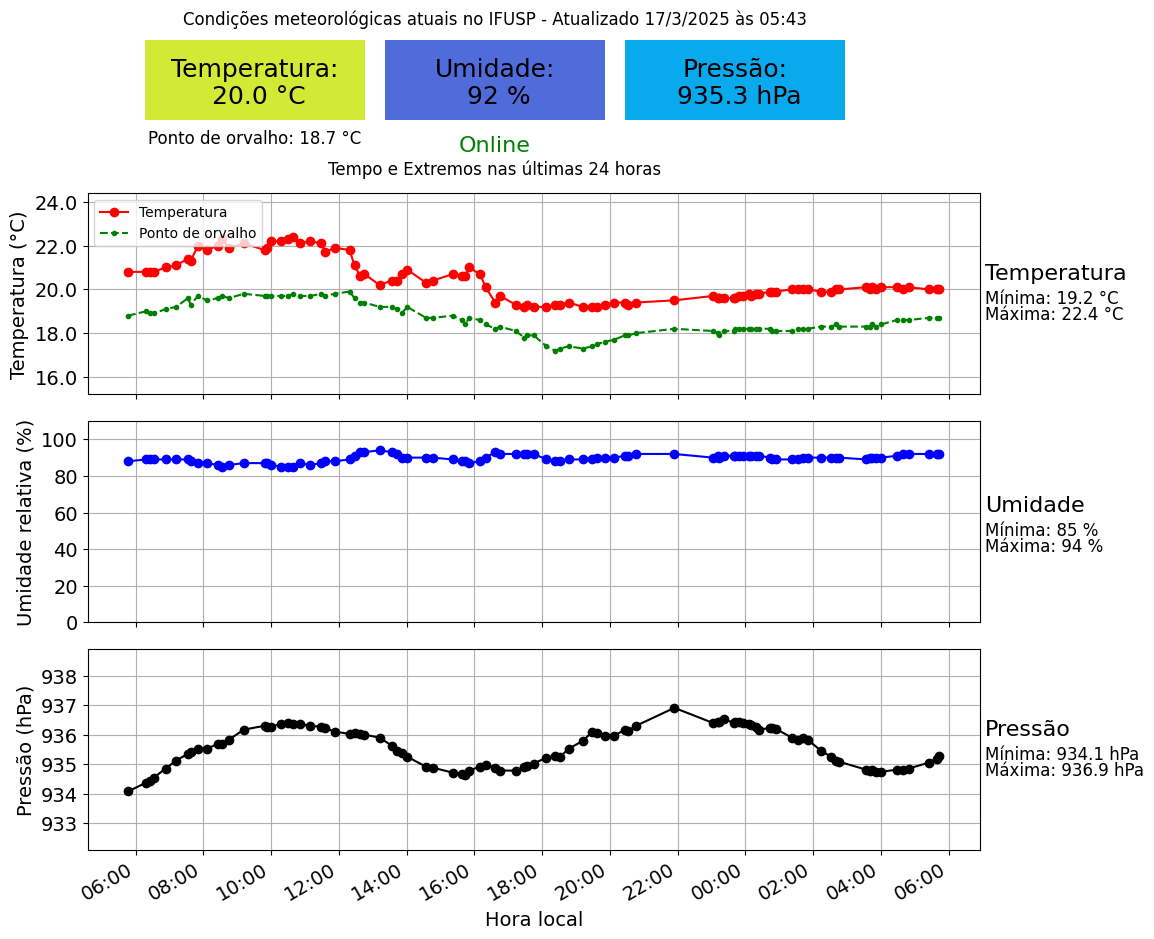 Condições meteorológicas atuais no IFUSP - Atualizado 17/3/2025 às 05:43
Temperatura:
20.0 °C
Umidade:
92 %
Pressão:
935.3 hPa
Ponto de orvalho: 18.7 °C
Online
Tempo e Extremos nas últimas 24 horas
Temperatura (°C)
24.0
22.0
20.0
18.0
16.0
Temperatura
Ponto de orvalho
Temperatura
Mínima: 19.2 °C
Máxima: 22.4 °C
Umidade relativa (%)
100
80
60
40
20
0
Umidade
Mínima: 85 %
Máxima: 94 %
Pressão (hPa)
938
937
936
935
934
933
Pressão
Mínima: 934.1 hPa
Máxima: 936.9 hPa
06:00 08:00 10:00 12:00 14:00 16:00 18:00 20:00 22:00 00:00 02:00 04:00 06:00
Hora local